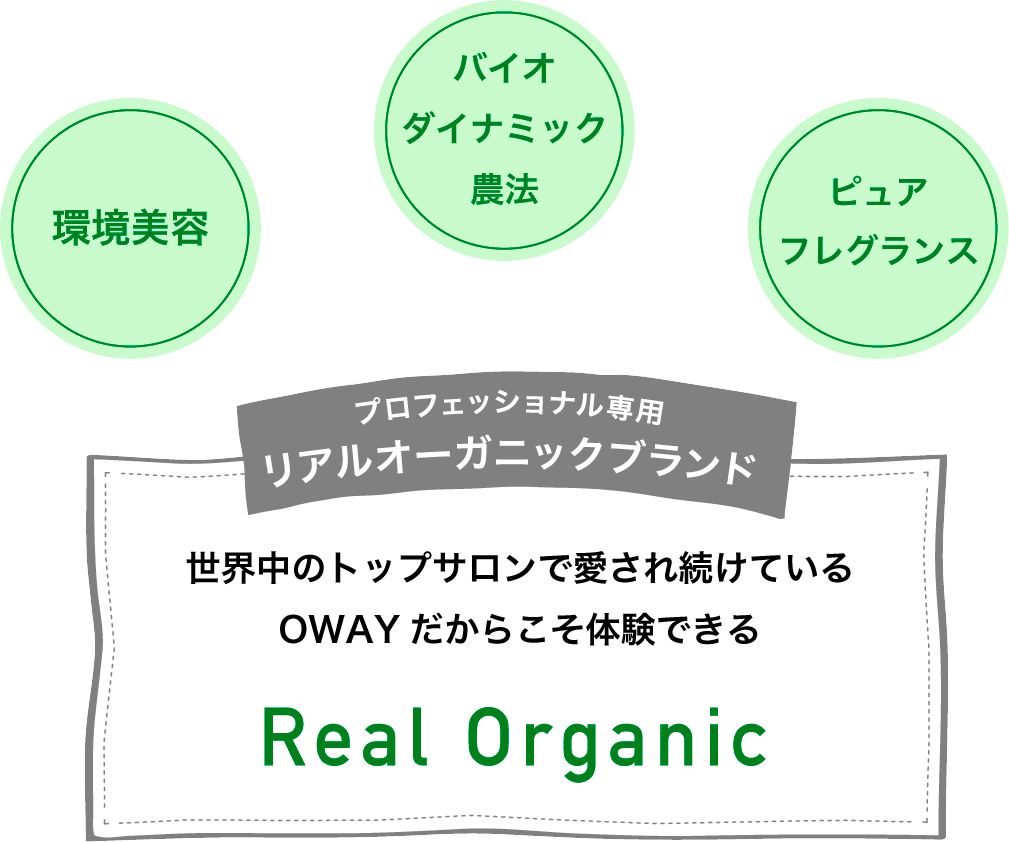 環境美容
バイオ
ダイナミック
農法
ピュア
フレグランス
プロフェッショナル専用
リアルオーガニックブランド
世界中のトップサロンで愛され続けている
OWAYだからこそ体験できる
Real Organic